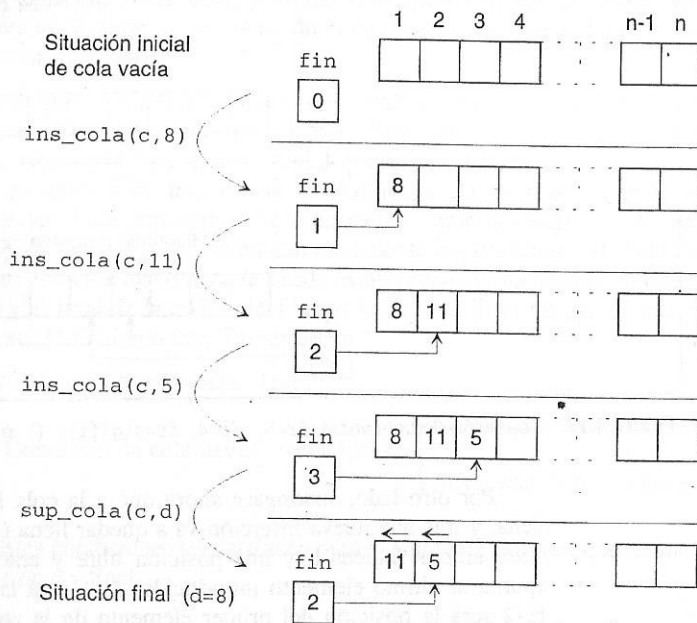 1 2 3 4 n-1 n
Situación inicial
de cola vacía
fin
0
ins_cola(c,8)
fin
8
1
ins_cola(c,11)
fin
8 11
2
ins_cola(c,5)
fin
8 11 5
3
sup_cola(c,d)
fin
11 5
Situación final (d=8)
2